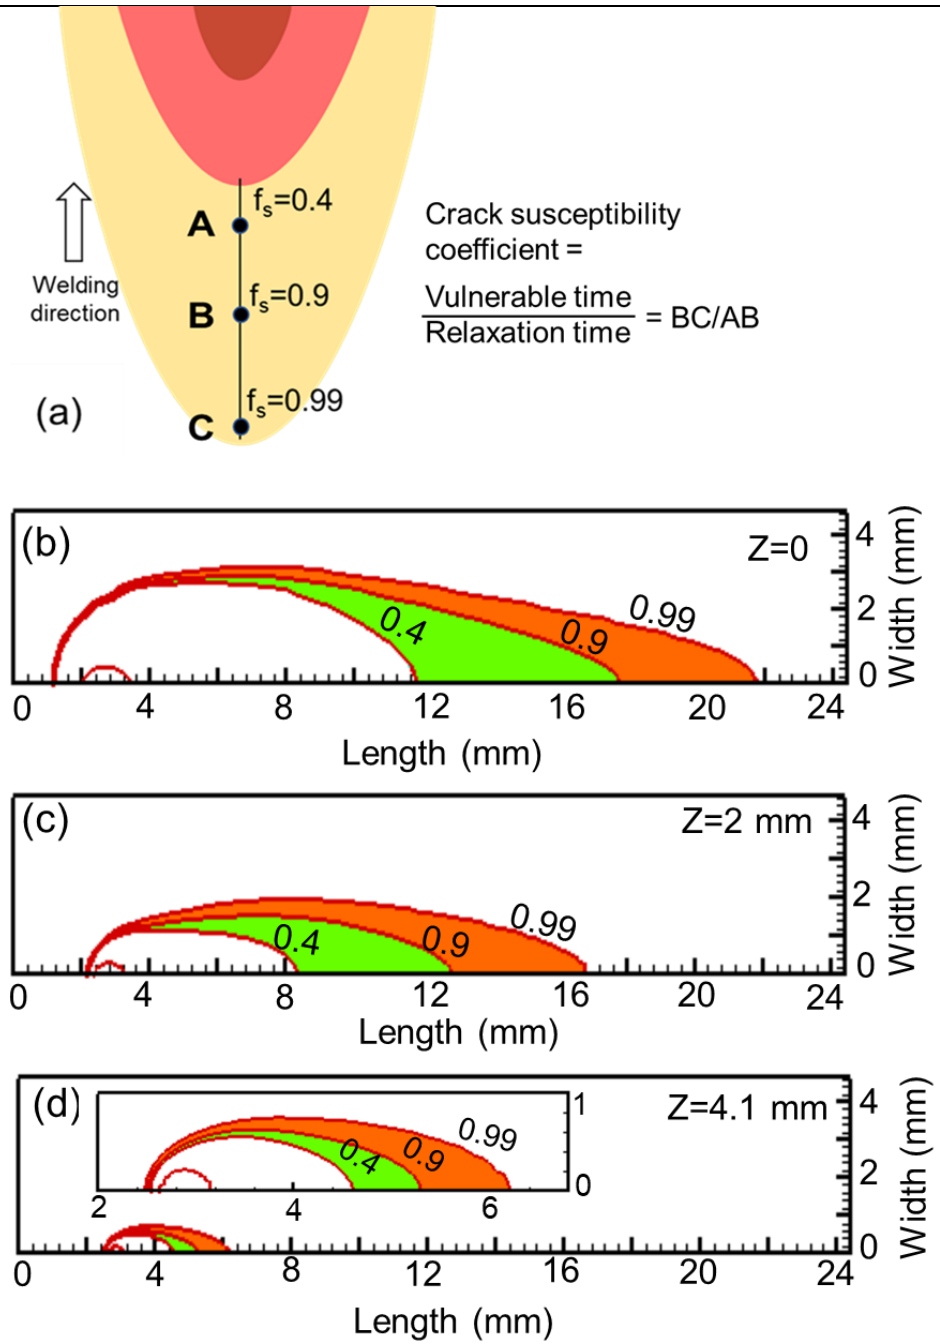 f_s=0.4
A
Crack susceptibility
coefficient =
Welding
direction
f_s=0.9
B
Vulnerable time
Relaxation time
= BC/AB
f_s=0.99
C
(a)
(b)
Z=0
0.4
0.9
0.99
4
2
0
Width (mm)
0 4 8 12 16 20 24
Length (mm)
(c)
Z=2 mm
0.4
0.9
0.99
4
2
0
Width (mm)
0 4 8 12 16 20 24
Length (mm)
(d)
Z=4.1 mm
0.4
0.9
0.99
1
0
2 4 6
4
2
0
Width (mm)
0 4 8 12 16 20 24
Length (mm)